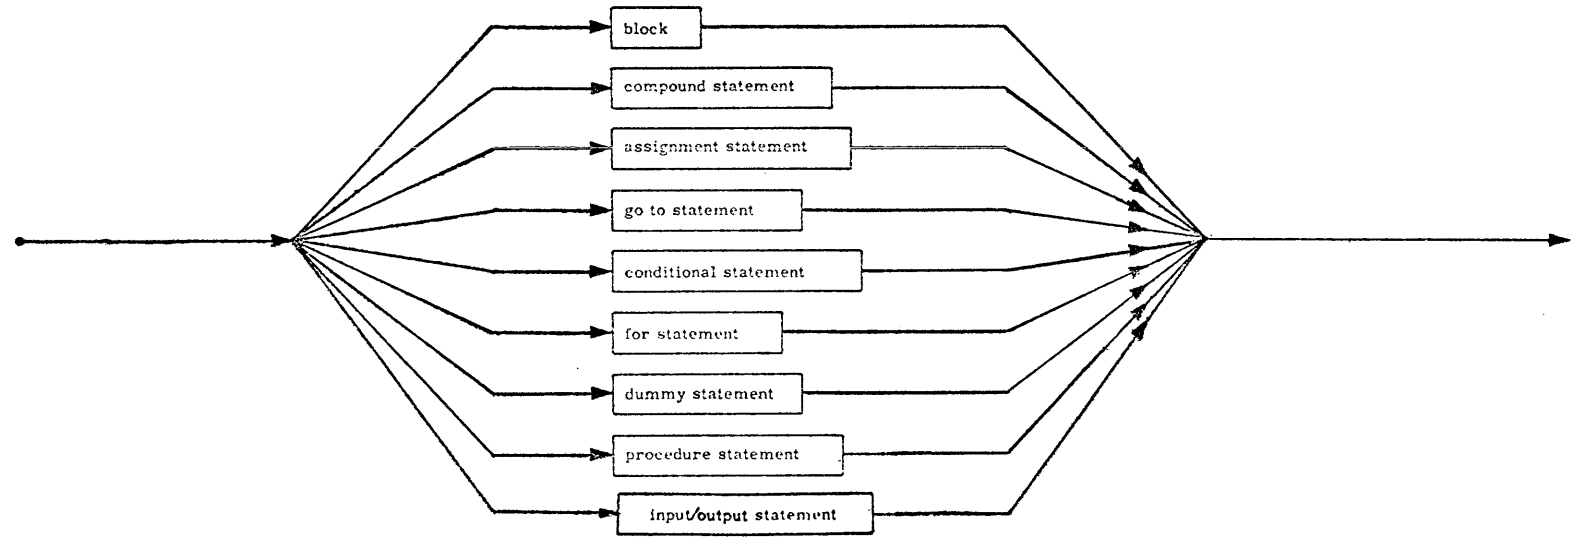 block
compound statement
assignment statement
go to statement
conditional statement
for statement
dummy statement
procedure statement
input/output statement